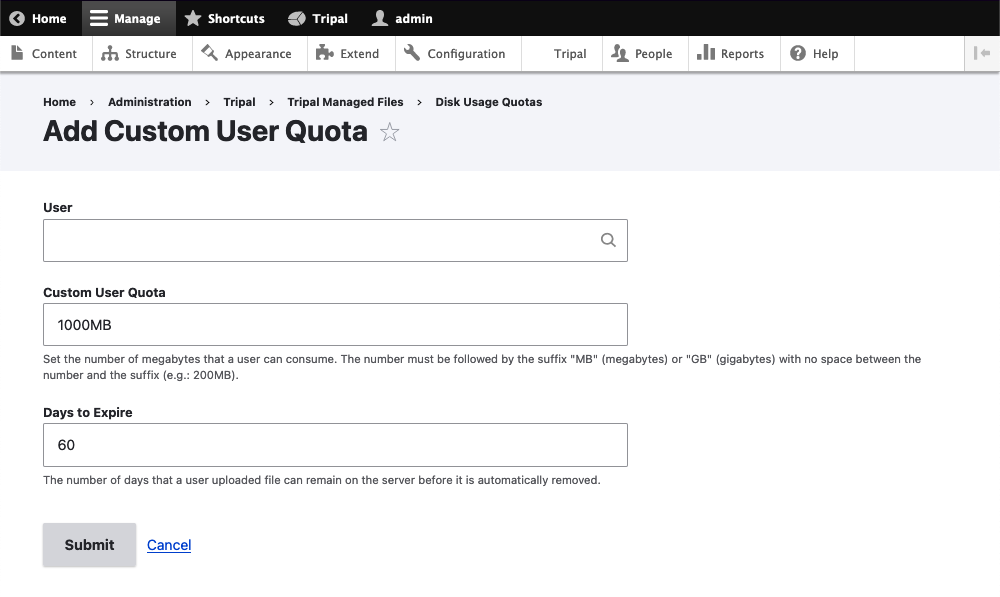 Home Manage Shortcuts Tripal admin
Content Structure Appearance Extend Configuration Tripal People Reports Help
Home › Administration › Tripal › Tripal Managed Files › Disk Usage Quotas
Add Custom User Quota
User
Custom User Quota
1000MB
Set the number of megabytes that a user can consume. The number must be followed by the suffix "MB" (megabytes) or "GB" (gigabytes) with no space between the
number and the suffix (e.g.: 200MB).
Days to Expire
60
The number of days that a user uploaded file can remain on the server before it is automatically removed.
Submit Cancel